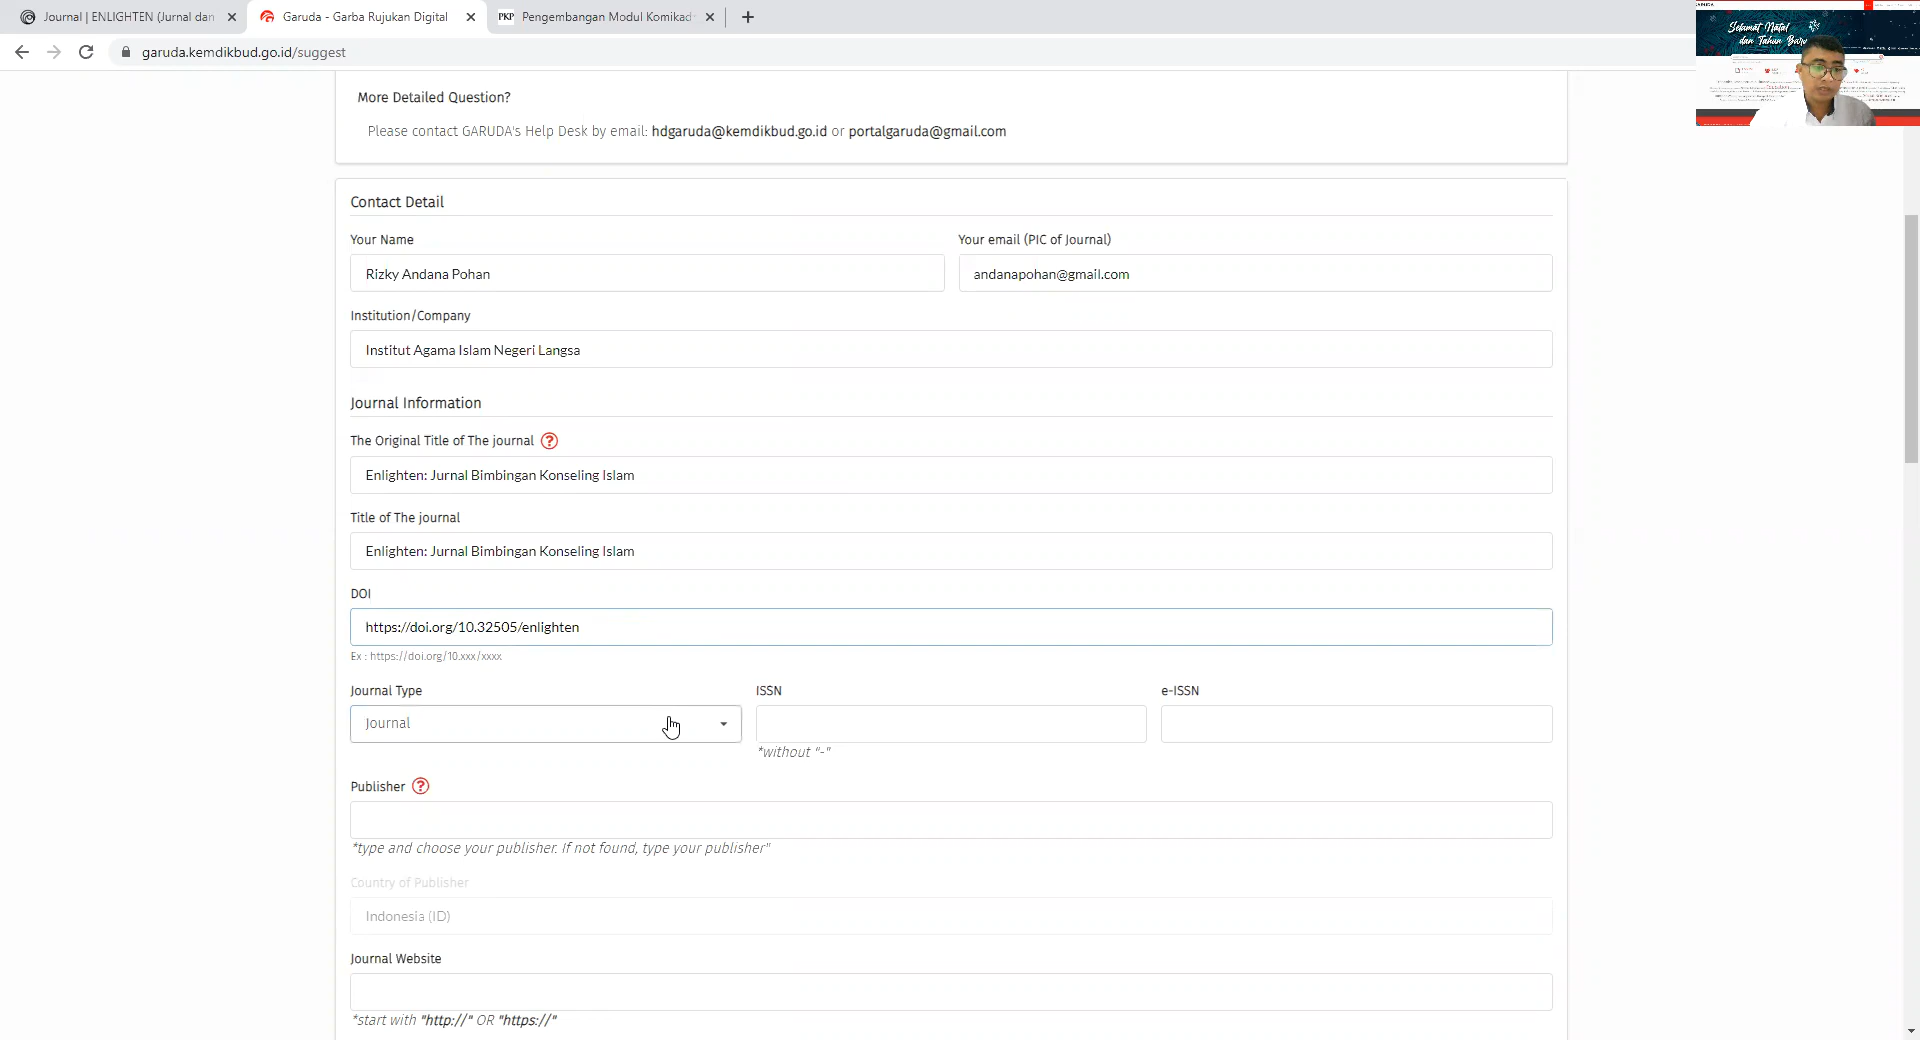 Journal | ENLIGHTEN (Jurnal dan
Garuda - Garba Rujukan Digital
PKP Pengembangan Modul Komikad
garuda.kemdikbud.go.id/suggest
Selamat Natal
dan Tahun Baru
More Detailed Question?
Please contact GARUDA's Help Desk by email: hdgaruda@kemdikbud.go.id or portalgaruda@gmail.com
Contact Detail
Your Name
Your email (PIC of Journal)
Rizky Andana Pohan
andanapohan@gmail.com
Institution/Company
Institut Agama Islam Negeri Langsa
Journal Information
The Original Title of The journal ?
Enlighten: Jurnal Bimbingan Konseling Islam
Title of The journal
Enlighten: Jurnal Bimbingan Konseling Islam
DOI
https://doi.org/10.32505/enlighten
Ex : https://doi.org/10.xxx/xxxx
Journal Type
ISSN
e-ISSN
Journal
*without "-"
Publisher ?
*type and choose your publisher. If not found, type your publisher"
Country of Publisher
Indonesia (ID)
Journal Website
*start with "http://" OR "https://"